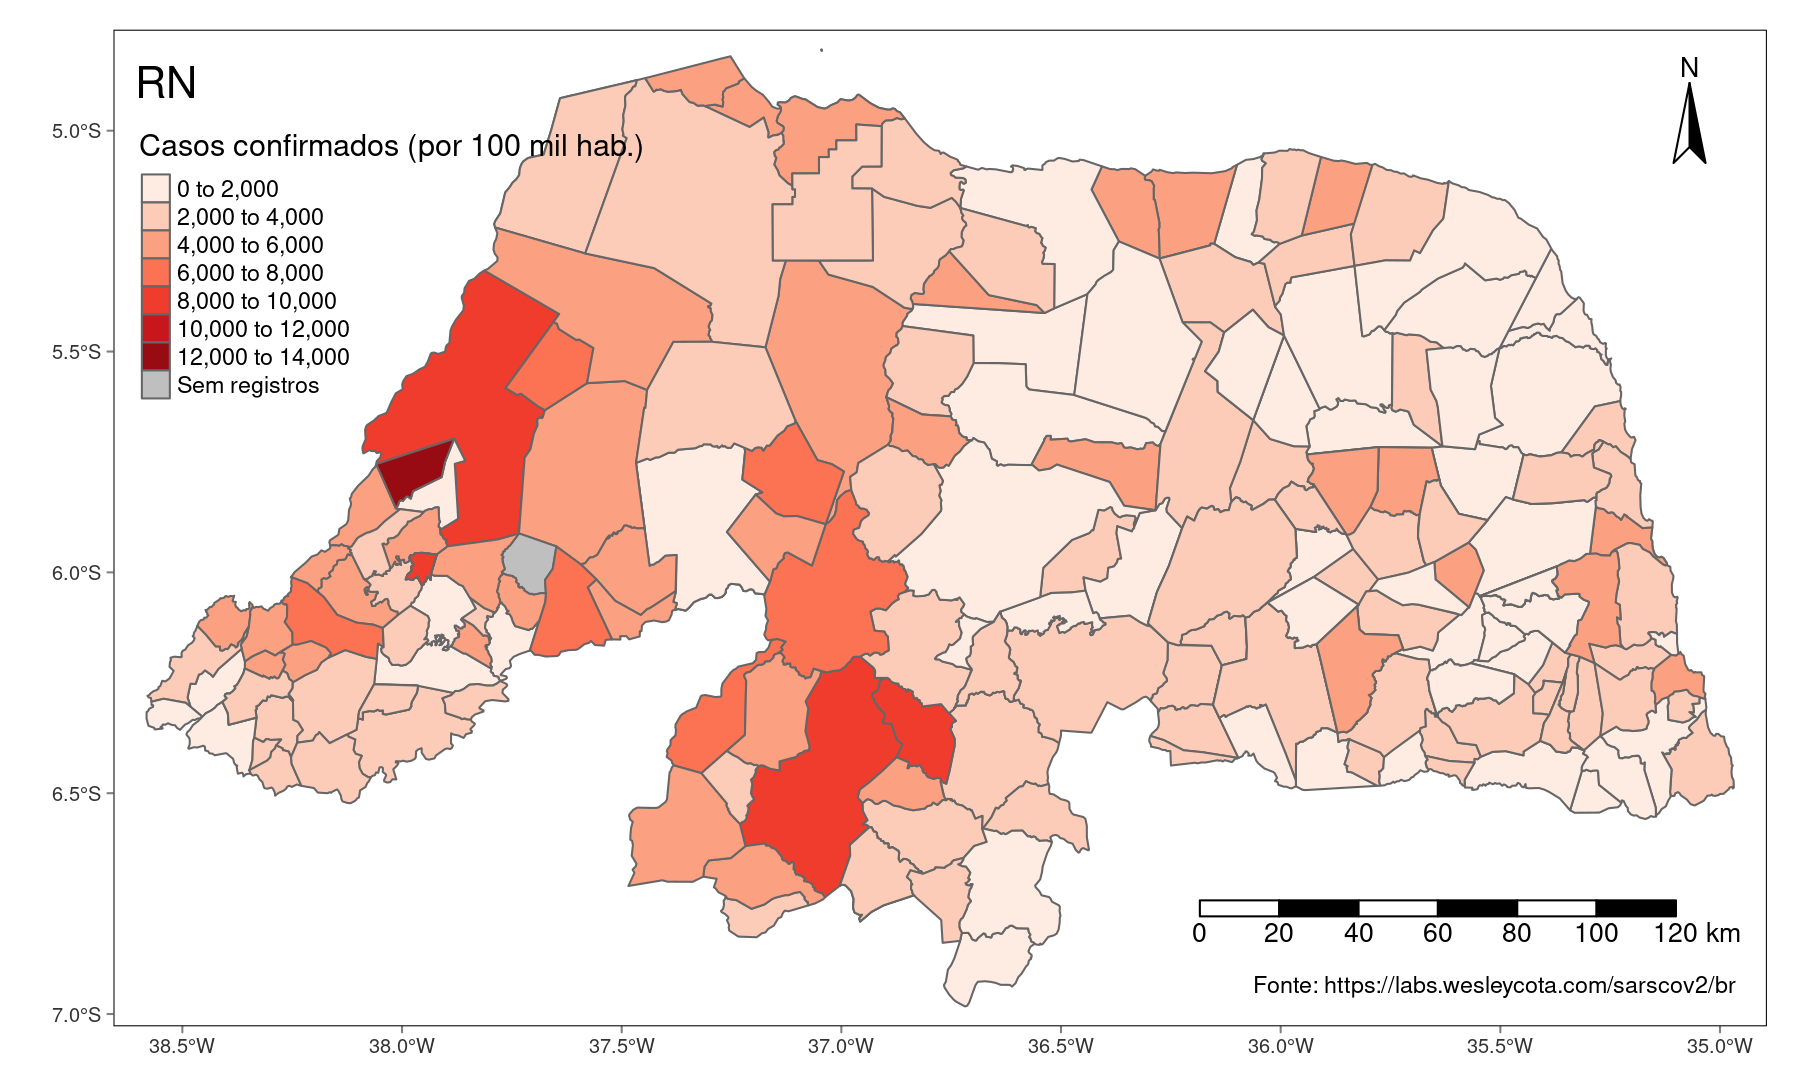 RN
N
Casos confirmados (por 100 mil hab.)
0 to 2,000
2,000 to 4,000
4,000 to 6,000
6,000 to 8,000
8,000 to 10,000
10,000 to 12,000
12,000 to 14,000
Sem registros
5.0°S
5.5°S
6.0°S
6.5°S
7.0°S
0 20 40 60 80 100 120 km
Fonte: https://labs.wesleycota.com/sarscov2/br
38.5°W 38.0°W 37.5°W 37.0°W 36.5°W 36.0°W 35.5°W 35.0°W